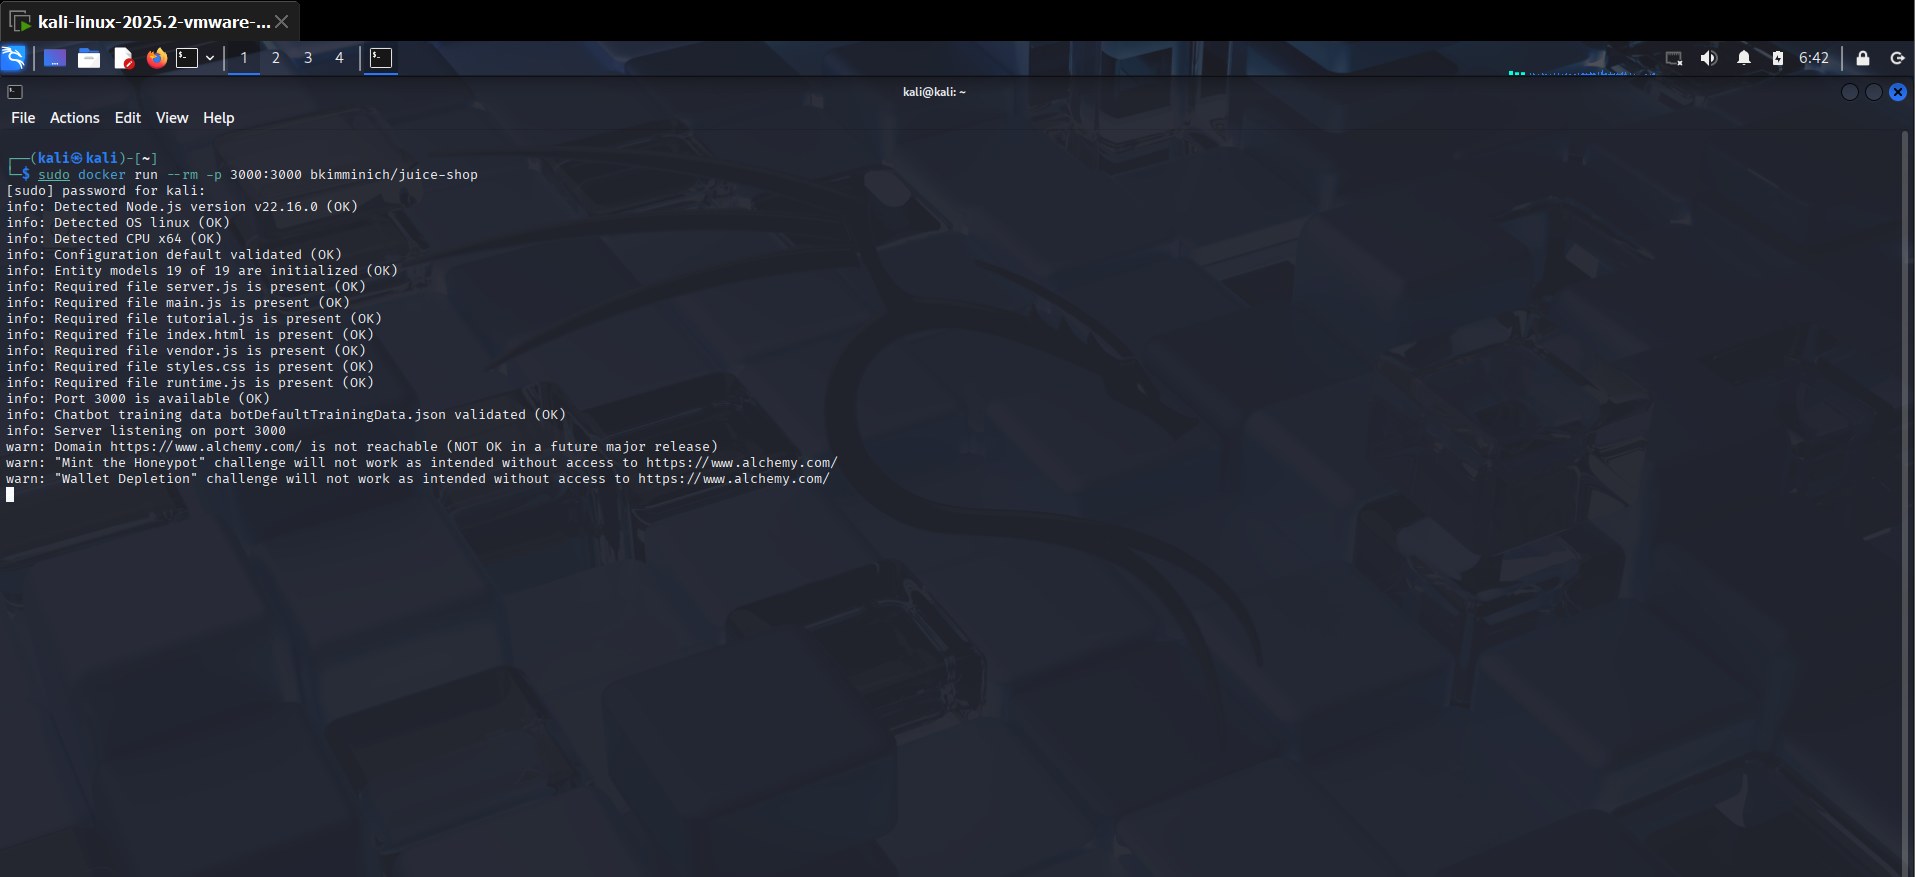 kali-linux-2025.2-vmware-...
1 2 3 4
6:42
kali@kali: ~
File Actions Edit View Help
┌──(kali㉿kali)-[~]
└─$ sudo docker run --rm -p 3000:3000 bkimminich/juice-shop
[sudo] password for kali:
info: Detected Node.js version v22.16.0 (OK)
info: Detected OS linux (OK)
info: Detected CPU x64 (OK)
info: Configuration default validated (OK)
info: Entity models 19 of 19 are initialized (OK)
info: Required file server.js is present (OK)
info: Required file main.js is present (OK)
info: Required file tutorial.js is present (OK)
info: Required file index.html is present (OK)
info: Required file vendor.js is present (OK)
info: Required file styles.css is present (OK)
info: Required file runtime.js is present (OK)
info: Port 3000 is available (OK)
info: Chatbot training data botDefaultTrainingData.json validated (OK)
info: Server listening on port 3000
warn: Domain https://www.alchemy.com/ is not reachable (NOT OK in a future major release)
warn: "Mint the Honeypot" challenge will not work as intended without access to https://www.alchemy.com/
warn: "Wallet Depletion" challenge will not work as intended without access to https://www.alchemy.com/